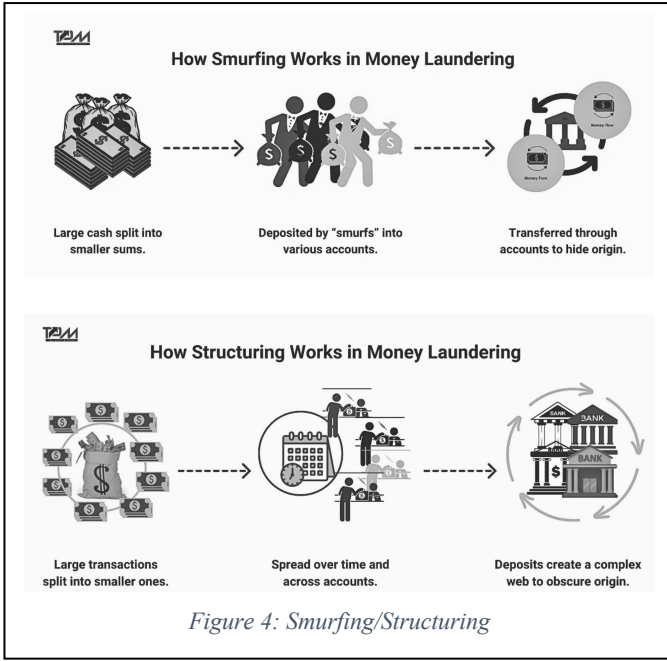 TPM
How Smurfing Works in Money Laundering
$
$ $ $ $
Money Flow
Money Flow
Large cash split into
smaller sums.
Deposited by “smurfs” into
various accounts.
Transferred through
accounts to hide origin.
How Structuring Works in Money Laundering
$
BANK
BANK
BANK
BANK
$
Large transactions
split into smaller ones.
Spread over time and
across accounts.
Deposits create a complex
web to obscure origin.
Figure 4: Smurfing/Structuring